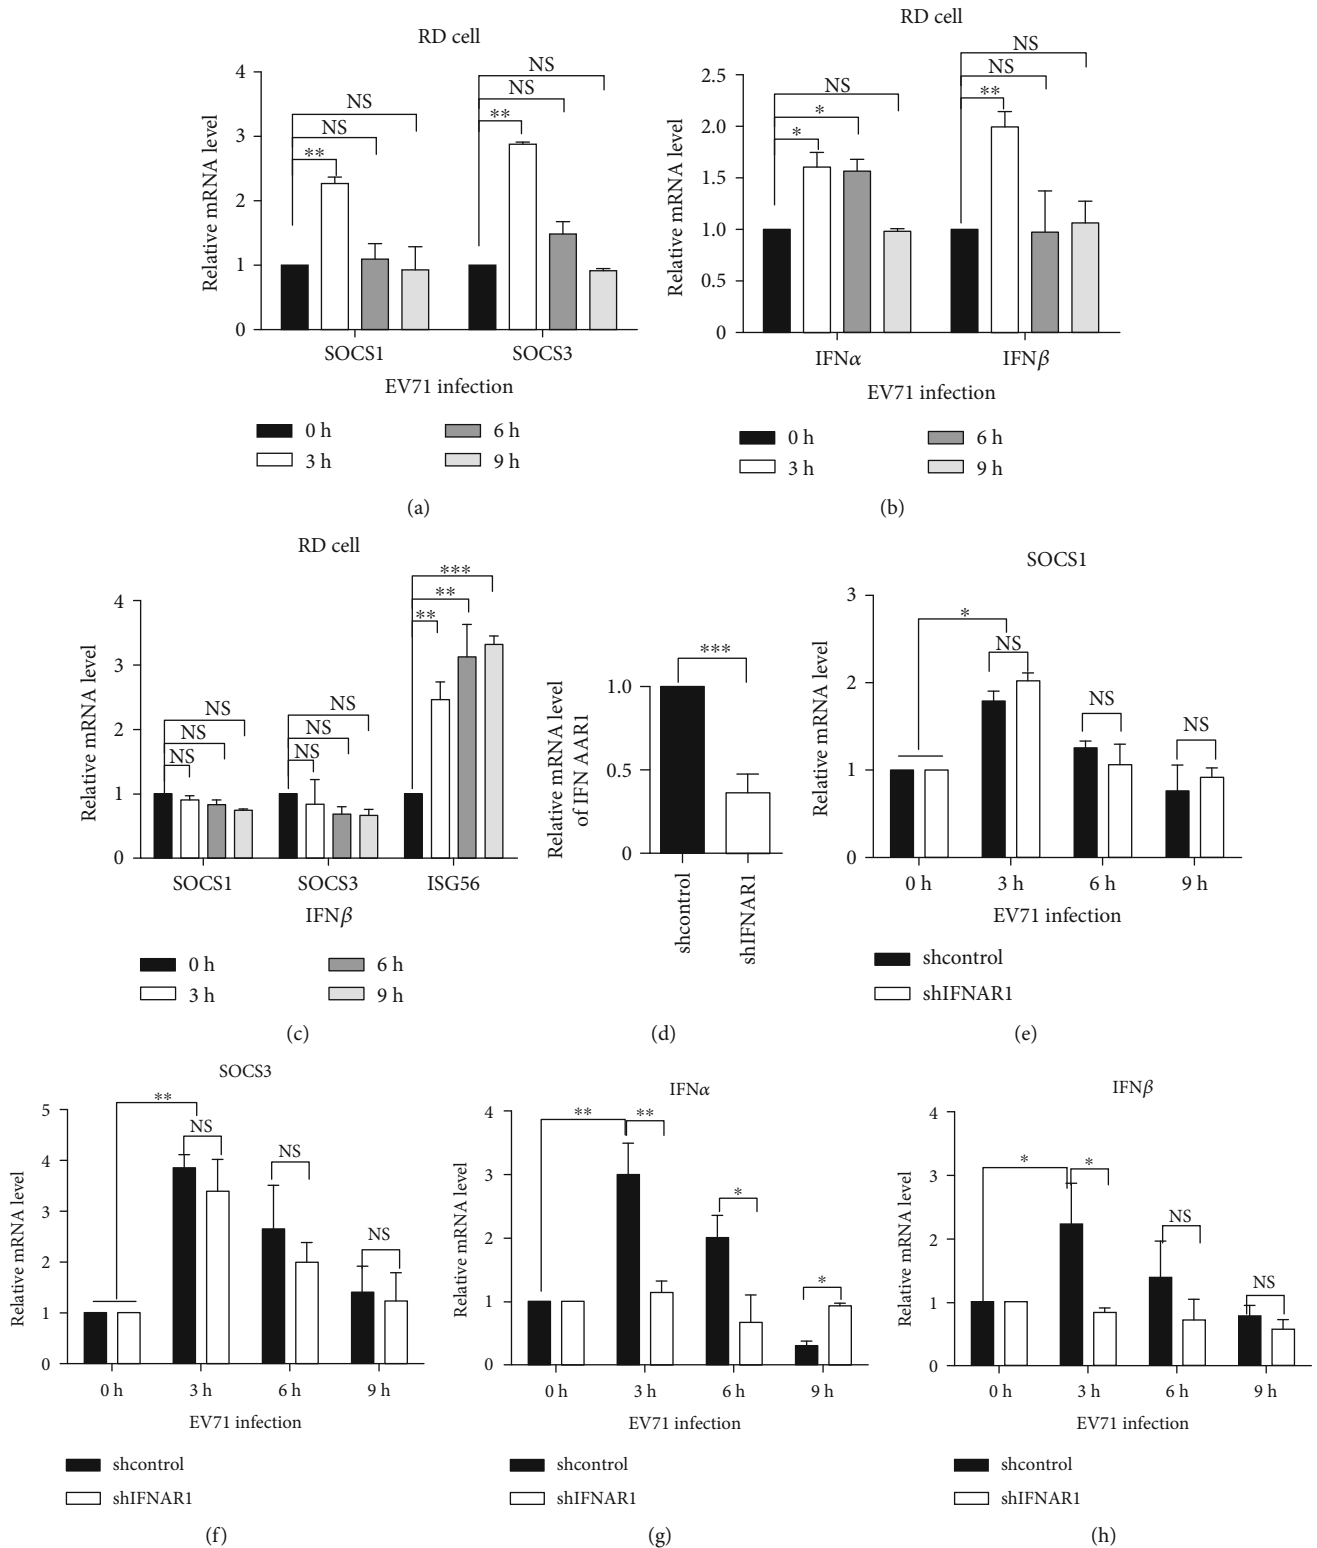 RD cell
NS
NS
NS
**
NS
**
Relative mRNA level
4
3
2
1
0
SOCS1
SOCS3
EV71 infection
0 h
6 h
3 h
9 h
(a)
RD cell
NS
NS
NS
**
*
*
Relative mRNA level
2.5
2.0
1.5
1.0
0.5
0.0
IFNα
IFNβ
EV71 infection
0 h
6 h
3 h
9 h
(b)
RD cell
***
**
**
NS
NS
NS
NS
NS
NS
Relative mRNA level
4
3
2
1
0
SOCS1
SOCS3
ISG56
IFNβ
0 h
6 h
3 h
9 h
(c)
***
Relative mRNA level
of IFN AAR1
1.0
0.5
0
shcontrol
shIFNAR1
(d)
SOCS1
*
NS
NS
NS
Relative mRNA level
3
2
1
0
0 h
3 h
6 h
9 h
EV71 infection
shcontrol
shIFNAR1
(e)
SOCS3
**
NS
NS
NS
Relative mRNA level
5
4
3
2
1
0
0 h
3 h
6 h
9 h
EV71 infection
shcontrol
shIFNAR1
(f)
IFNα
**
**
*
*
Relative mRNA level
4
3
2
1
0
0 h
3 h
6 h
9 h
EV71 infection
shcontrol
shIFNAR1
(g)
IFNβ
*
*
NS
NS
Relative mRNA level
4
3
2
1
0
0 h
3 h
6 h
9 h
EV71 infection
shcontrol
shIFNAR1
(h)